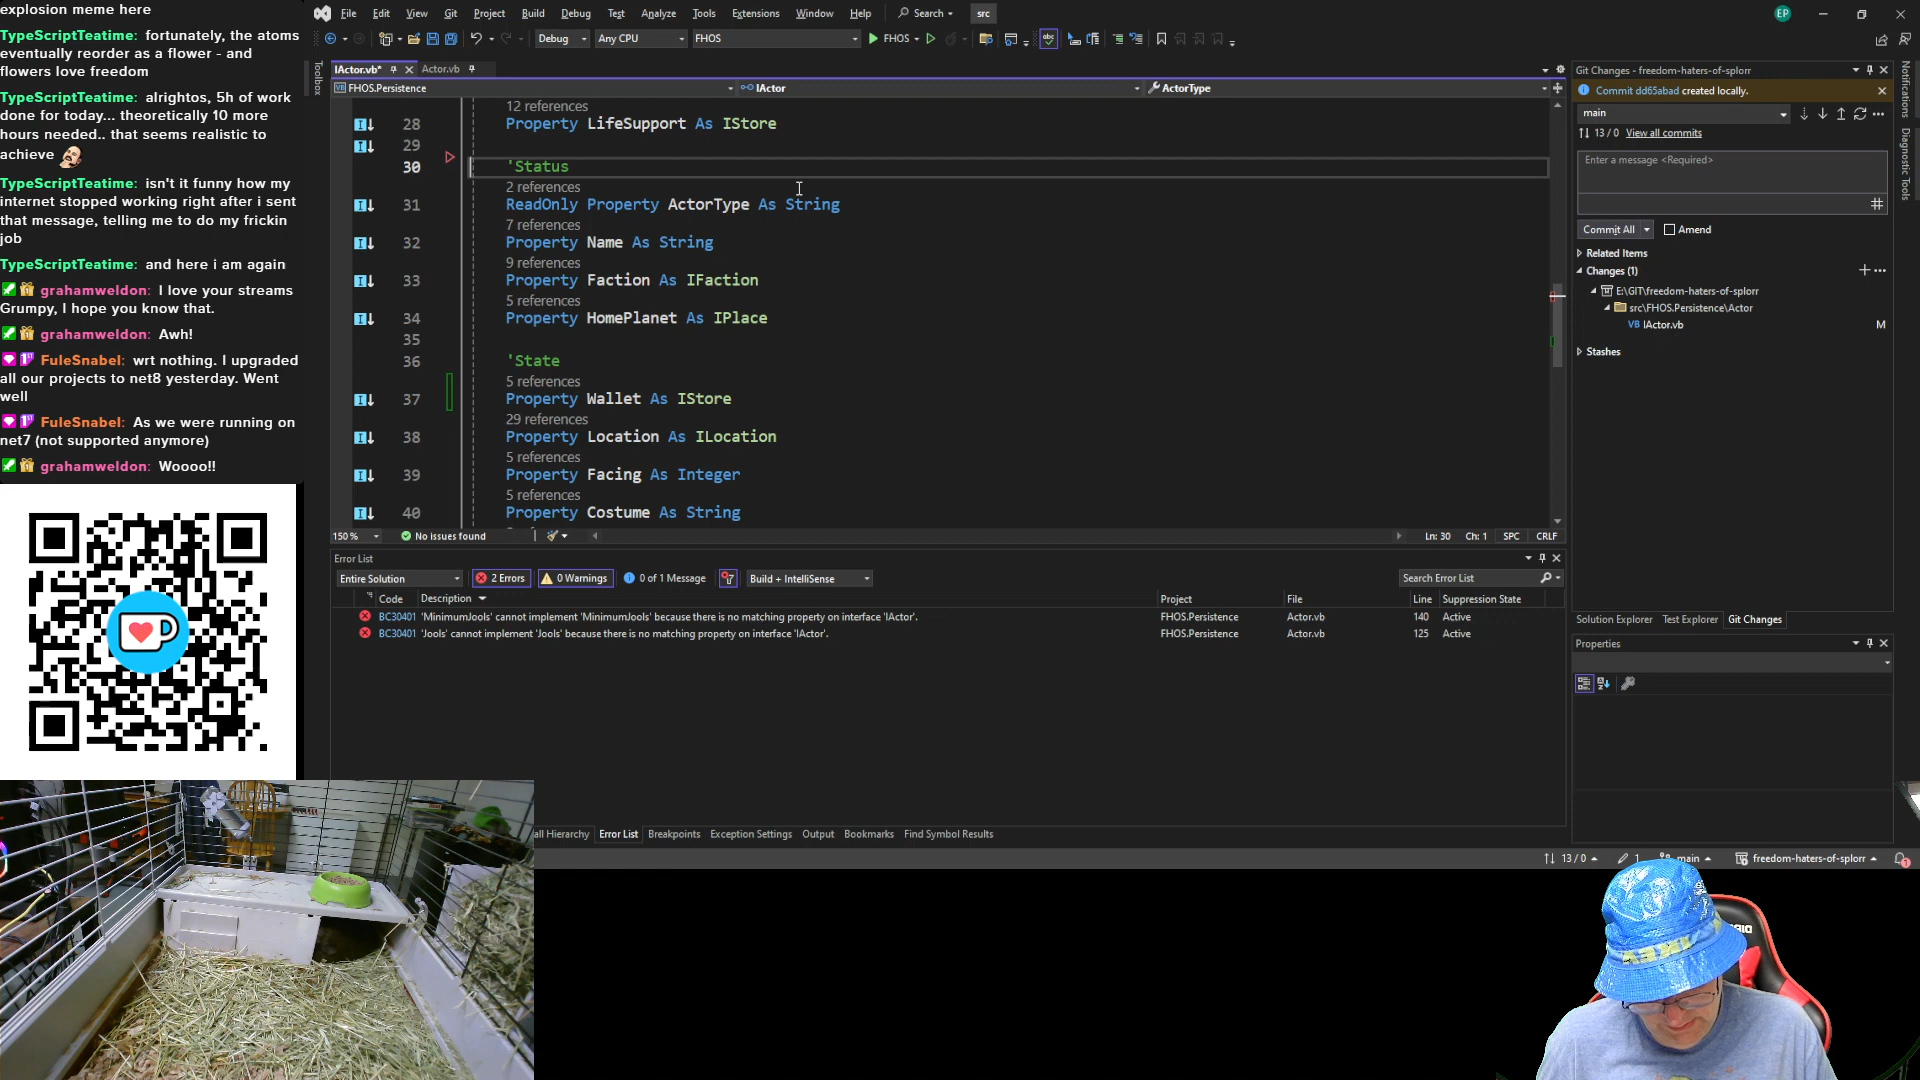 explosion meme here
TypeScriptTeatime: fortunately, the atoms
eventually reorder as a flower - and
flowers love freedom
TypeScriptTeatime: alrightos, 5h of work
done for today... theoretically 10 more
hours needed.. that seems realistic to
achieve
TypeScriptTeatime: isn't it funny how my
internet stopped working right after i sent
that message, telling me to do my frickin
job
TypeScriptTeatime: and here i am again
grahamweldon: I love your streams
Grumpy, I hope you know that.
grahamweldon: Awh!
FuleSnabel: wrt nothing. I upgraded
all our projects to net8 yesterday. Went
well
FuleSnabel: As we were running on
net7 (not supported anymore)
grahamweldon: Woooo!!
File Edit View Git Project Build Debug Test Analyze Tools Extensions Window Help Search src EP
Debug Any CPU FHOS FHOS
Toolbox
IActor.vb* Actor.vb
FHOS.Persistence IActor ActorType
12 references
28 Property LifeSupport As IStore
29
30 'Status
2 references
31 ReadOnly Property ActorType As String
7 references
32 Property Name As String
9 references
33 Property Faction As IFaction
5 references
34 Property HomePlanet As IPlace
35
36 'State
5 references
37 Property Wallet As IStore
29 references
38 Property Location As ILocation
5 references
39 Property Facing As Integer
5 references
40 Property Costume As String
150 % No issues found Ln: 30 Ch: 1 SPC CRLF
Error List
Entire Solution 2 Errors 0 Warnings 0 of 1 Message Build + IntelliSense Search Error List
Code Description Project File Line Suppression State
BC30401 'MinimumJools' cannot implement 'MinimumJools' because there is no matching property on interface 'IActor'. FHOS.Persistence Actor.vb 140 Active
BC30401 'Jools' cannot implement 'Jools' because there is no matching property on interface 'IActor'. FHOS.Persistence Actor.vb 125 Active
all Hierarchy Error List Breakpoints Exception Settings Output Bookmarks Find Symbol Results
Git Changes - freedom-haters-of-splorr
Commit dd65abad created locally.
main
13 / 0 View all commits
Enter a message <Required>
Commit All Amend
Related Items
Changes (1)
E:\GIT\freedom-haters-of-splorr
src\FHOS.Persistence\Actor
VB IActor.vb M
Stashes
Solution Explorer Test Explorer Git Changes
Properties
Notifications
Diagnostic Tools
13 / 0 1 main freedom-haters-of-splorr